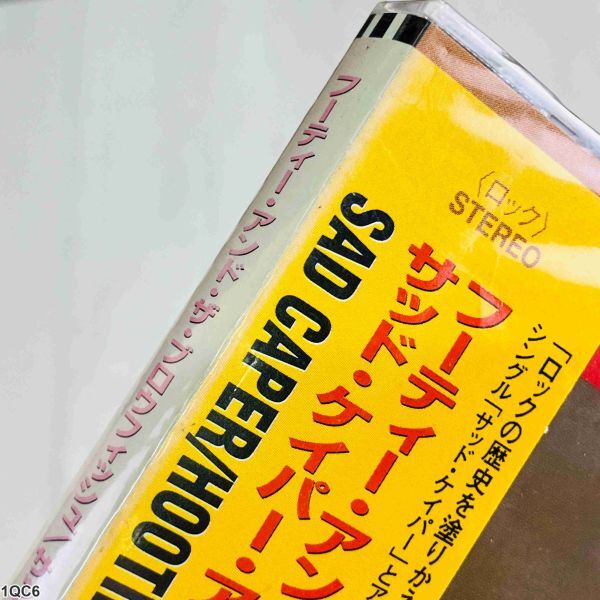 フーティー・アンド・ザ・ブロウフィッシュ/サ
SAD CAPER/HOOTI
フーティー・アン
サッド・ケイパー・ア
〈ロック〉
STEREO
「ロックの歴史を塗りかえ
シングル「サッド・ケイパー」とア
1QC6